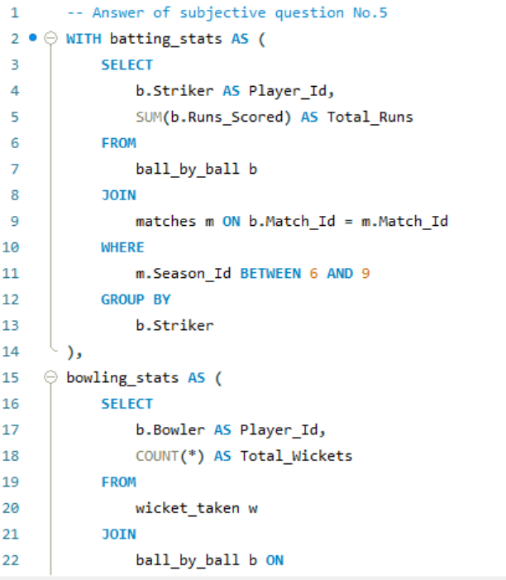 1 -- Answer of subjective question No.5
2 WITH batting_stats AS (
3 SELECT
4 b.Striker AS Player_Id,
5 SUM(b.Runs_Scored) AS Total_Runs
6 FROM
7 ball_by_ball b
8 JOIN
9 matches m ON b.Match_Id = m.Match_Id
10 WHERE
11 m.Season_Id BETWEEN 6 AND 9
12 GROUP BY
13 b.Striker
14 ),
15 bowling_stats AS (
16 SELECT
17 b.Bowler AS Player_Id,
18 COUNT(*) AS Total_Wickets
19 FROM
20 wicket_taken w
21 JOIN
22 ball_by_ball b ON